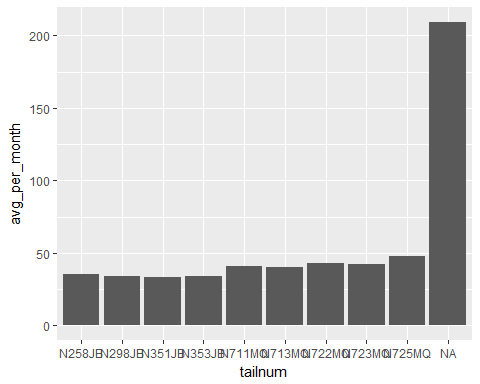 200
150
avg_per_month
100
50
0
N258JB N298JB N351JB N353JB N711MQ N713MQ N722MQ N723MQ N725MQ NA
tailnum